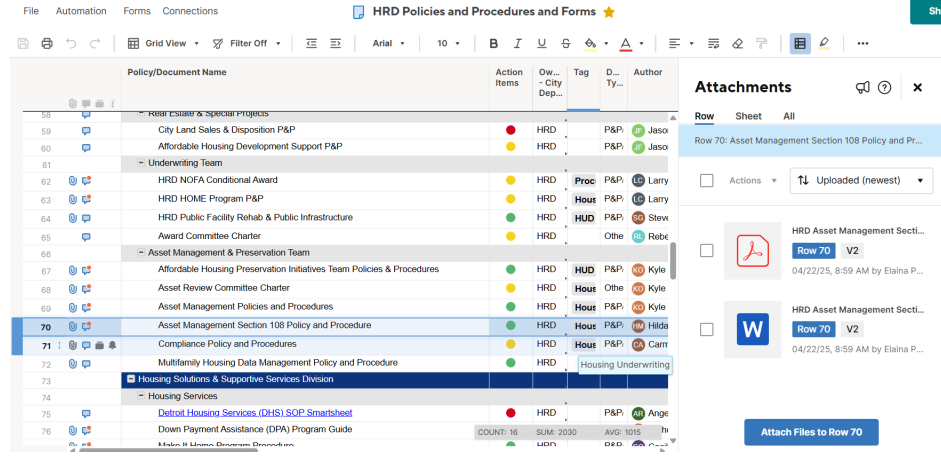 File Automation Forms Connections HRD Policies and Procedures and Forms Sh
Grid View Filter Off Arial 10 B I U S A
Policy/Document Name Action Items Ow... - City Dep... Tag D... Ty... Author
58 Real Estate & Special Projects
59 City Land Sales & Disposition P&P HRD P&P/ JF Jaso
60 Affordable Housing Development Support P&P HRD P&P/ JF Jaso
61 Underwriting Team
62 HRD NOFA Conditional Award HRD Proc P&P/ LC Larry
63 HRD HOME Program P&P HRD Hous P&P/ LC Larry
64 HRD Public Facility Rehab & Public Infrastructure HRD HUD P&P/ SG Steve
65 Award Committee Charter HRD Othe RL Rebe
66 Asset Management & Preservation Team
67 Affordable Housing Preservation Initiatives Team Policies & Procedures HRD HUD P&P/ KO Kyle
68 Asset Review Committee Charter HRD Hous Othe KO Kyle
69 Asset Management Policies and Procedures HRD Hous P&P/ KO Kyle
70 Asset Management Section 108 Policy and Procedure HRD Hous P&P/ HM Hilda
71 Compliance Policy and Procedures HRD Hous P&P/ CA Cam
72 Multifamily Housing Data Management Policy and Procedure HRD
Housing Underwriting
73 Housing Solutions & Supportive Services Division
74 Housing Services
75 Detroit Housing Services (DHS) SOP Smartsheet HRD P&P/ AR Ange
76 Down Payment Assistance (DPA) Program Guide
COUNT: 16 SUM: 2030 AVG: 1015
Make It Home Program Procedure HRD P&P/
Attachments
Row Sheet All
Row 70: Asset Management Section 108 Policy and Pr...
Actions Uploaded (newest)
HRD Asset Management Secti...
Row 70 V2
04/22/25, 8:59 AM by Elaina P...
HRD Asset Management Secti...
W Row 70 V2
04/22/25, 8:59 AM by Elaina P...
Attach Files to Row 70